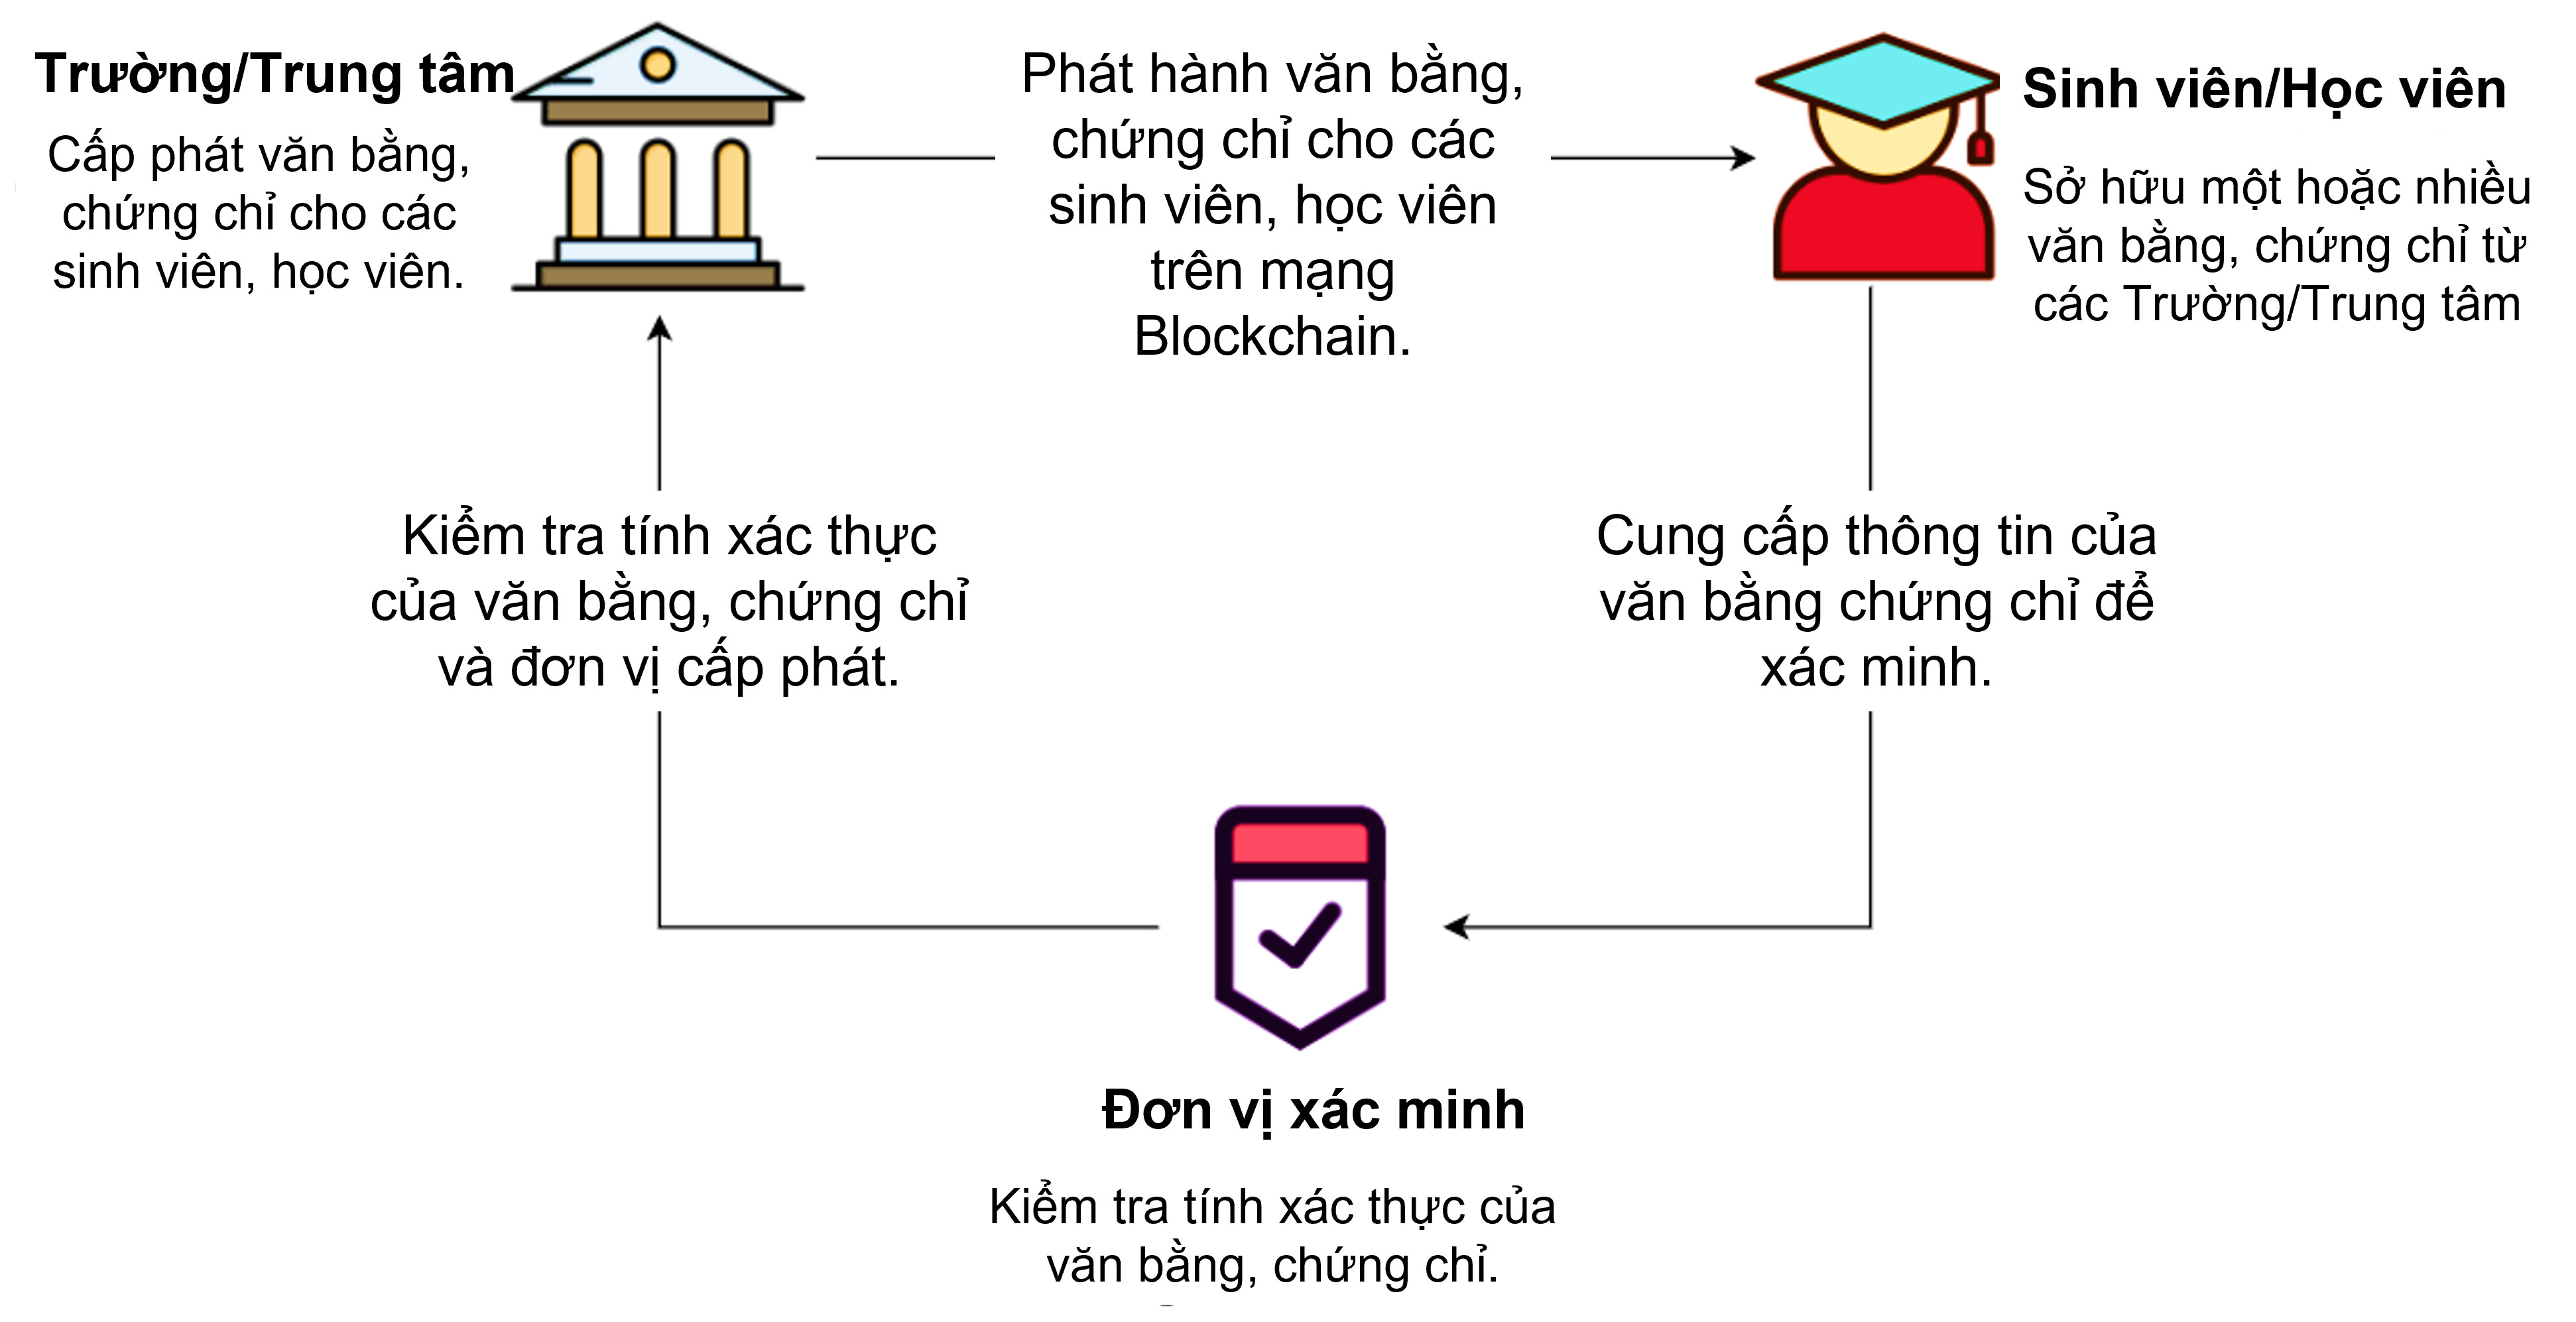 Trường/Trung tâm
Cấp phát văn bằng,
chứng chỉ cho các
sinh viên, học viên.
Phát hành văn bằng,
chứng chỉ cho các
sinh viên, học viên
trên mạng
Blockchain.
Sinh viên/Học viên
Sở hữu một hoặc nhiều
văn bằng, chứng chỉ từ
các Trường/Trung tâm
Kiểm tra tính xác thực
của văn bằng, chứng chỉ
và đơn vị cấp phát.
Cung cấp thông tin của
văn bằng chứng chỉ để
xác minh.
Đơn vị xác minh
Kiểm tra tính xác thực của
văn bằng, chứng chỉ.